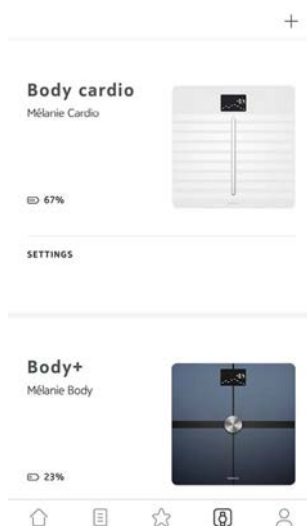 Body cardio
Mélanie Cardio
67%
SETTINGS
Body+
Mélanie Body
23%